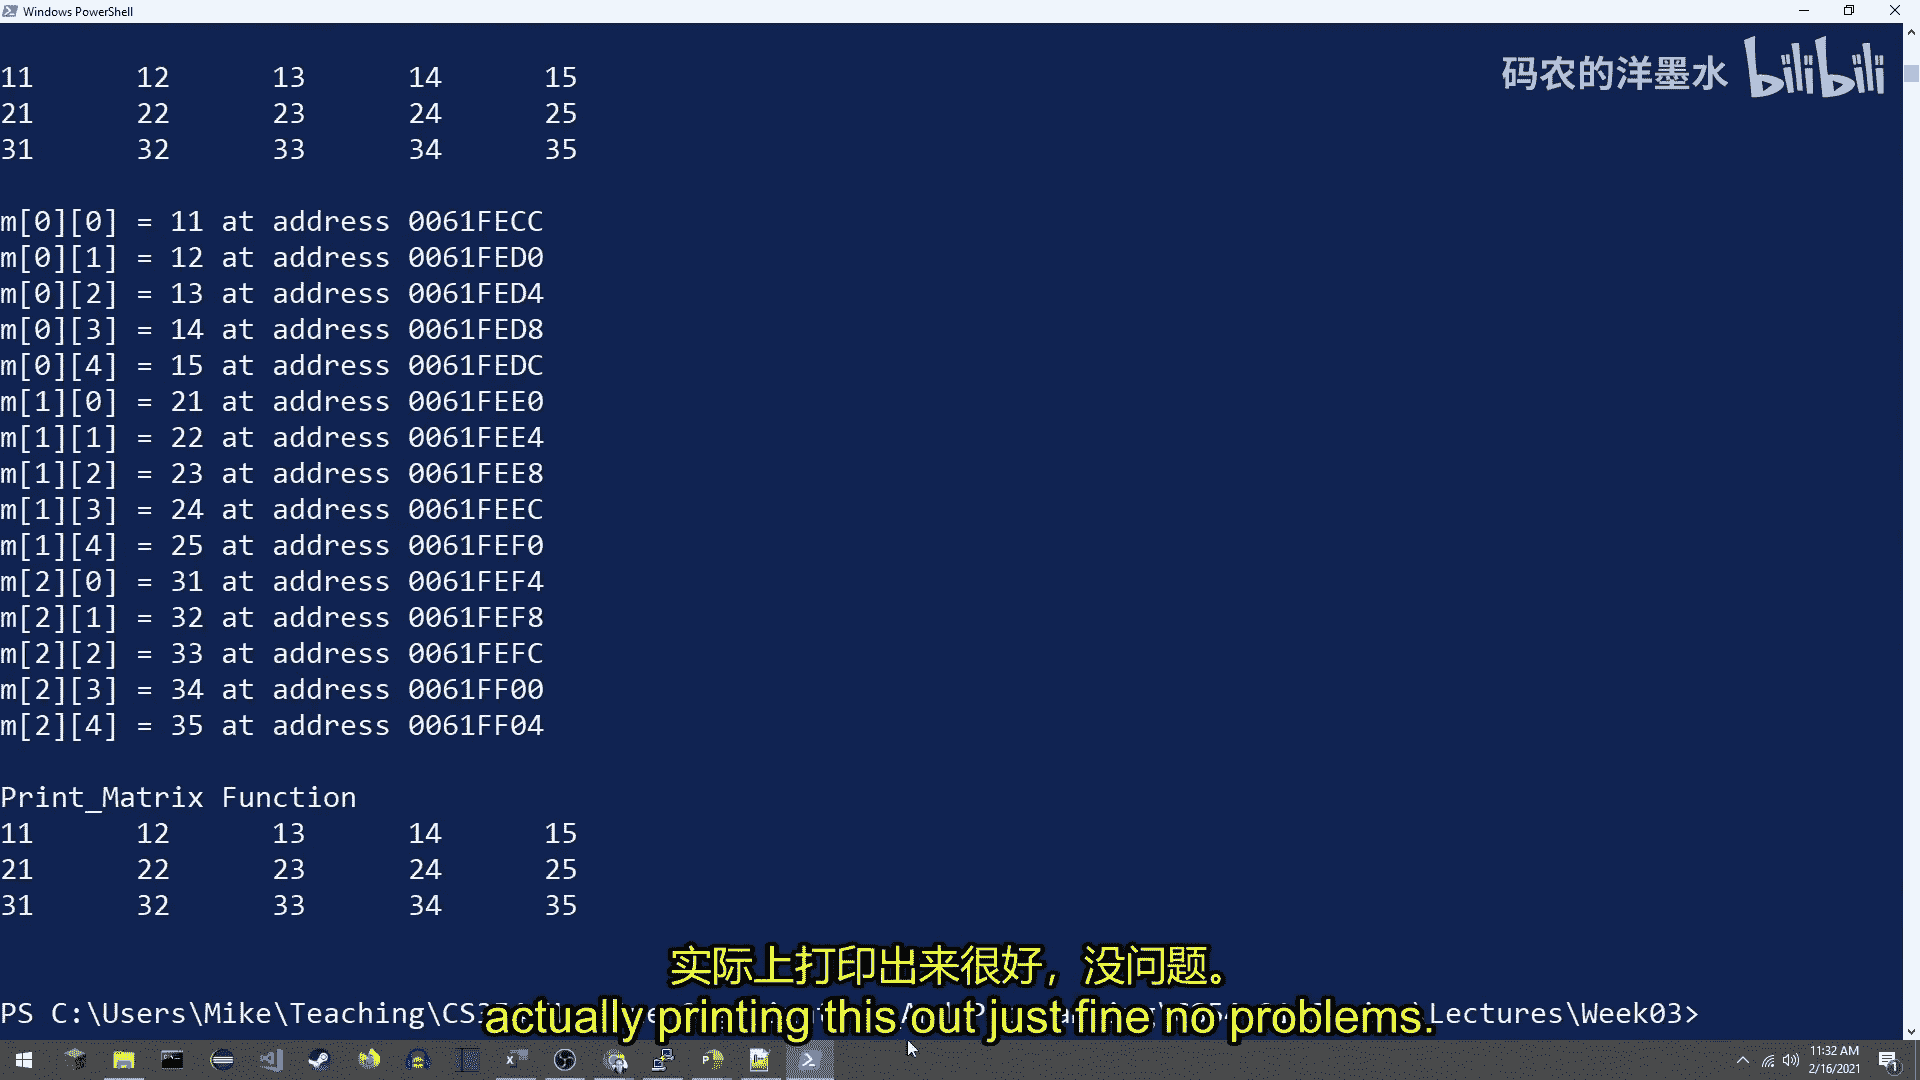 Windows PowerShell
码农的洋墨水 bilibili
11 12 13 14 15
21 22 23 24 25
31 32 33 34 35
m[0][0] = 11 at address 0061FECC
m[0][1] = 12 at address 0061FED0
m[0][2] = 13 at address 0061FED4
m[0][3] = 14 at address 0061FED8
m[0][4] = 15 at address 0061FEDC
m[1][0] = 21 at address 0061FEE0
m[1][1] = 22 at address 0061FEE4
m[1][2] = 23 at address 0061FEE8
m[1][3] = 24 at address 0061FEEC
m[1][4] = 25 at address 0061FEF0
m[2][0] = 31 at address 0061FEF4
m[2][1] = 32 at address 0061FEF8
m[2][2] = 33 at address 0061FEFC
m[2][3] = 34 at address 0061FF00
m[2][4] = 35 at address 0061FF04
Print_Matrix Function
11 12 13 14 15
21 22 23 24 25
31 32 33 34 35
实际上打印出来很好，没问题。
PS C:\Users\Mike\Teaching\ \Lectures\Week03>
actually printing this out just fine no problems.
11:32 AM
2/16/2021